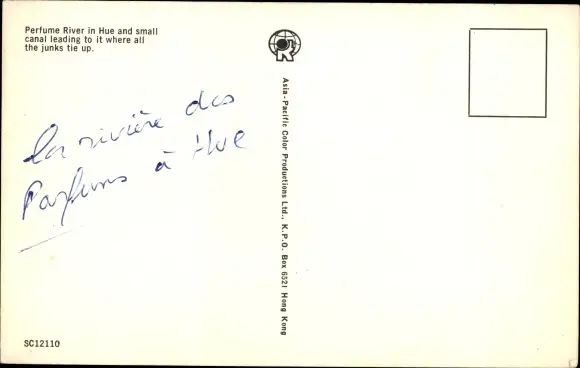 Perfume River in Hue and small
canal leading to it where all
the junks tie up.
La rivière des
Parfums à Hue
Asia-Pacific Color Productions Ltd., K.P.O. Box 6321 Hong Kong
SC12110